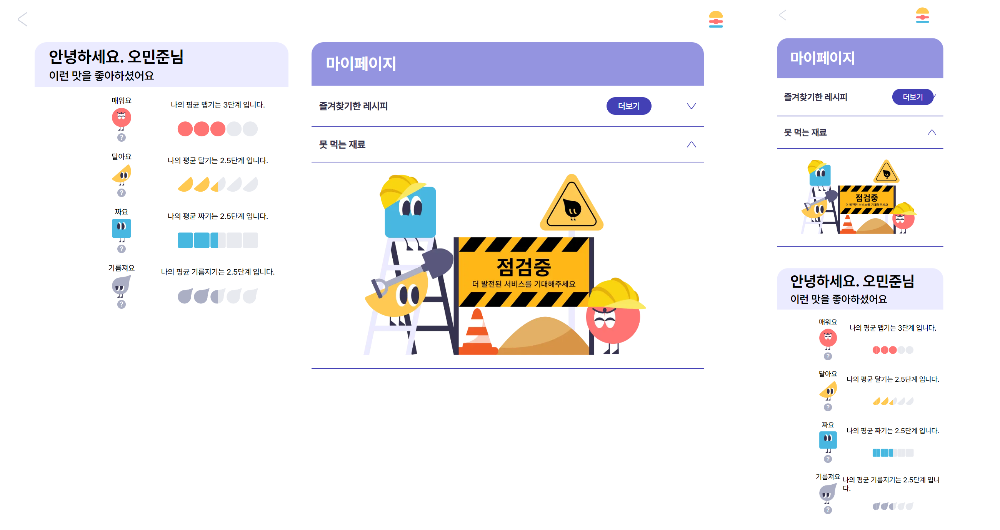 안녕하세요. 오민준님
이런 맛을 좋아하셨어요
매워요
나의 평균 맵기는 3단계 입니다.
?
달아요
나의 평균 달기는 2.5단계 입니다.
?
짜요
나의 평균 짜기는 2.5단계 입니다.
?
기름져요
나의 평균 기름지기는 2.5단계 입니다.
?
마이페이지
즐겨찾기한 레시피
더보기
못 먹는 재료
점검중
더 발전된 서비스를 기대해주세요
마이페이지
즐겨찾기한 레시피
더보기
못 먹는 재료
점검중
더 발전된 서비스를 기대해주세요
안녕하세요. 오민준님
이런 맛을 좋아하셨어요
매워요
나의 평균 맵기는 3단계 입니다.
?
달아요
나의 평균 달기는 2.5단계 입니다.
?
짜요
나의 평균 짜기는 2.5단계 입니다.
?
기름져요
나의 평균 기름지기는 2.5단계 입니
다.
?